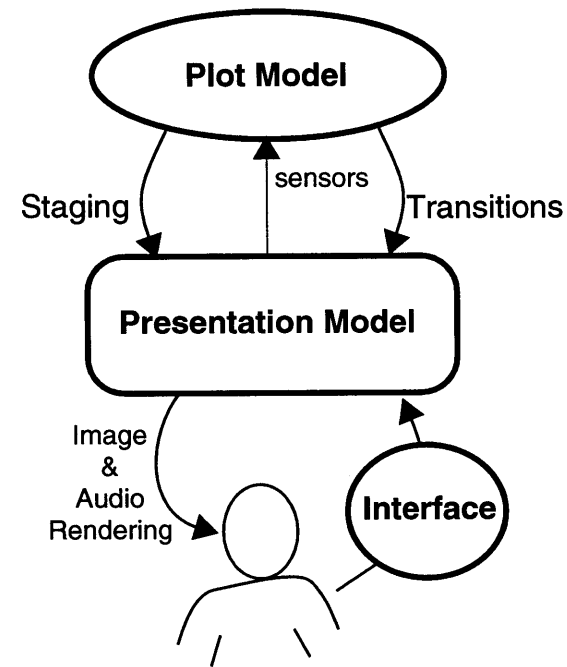 Plot Model
sensors
Staging
Transitions
Presentation Model
Image
&
Audio
Rendering
Interface